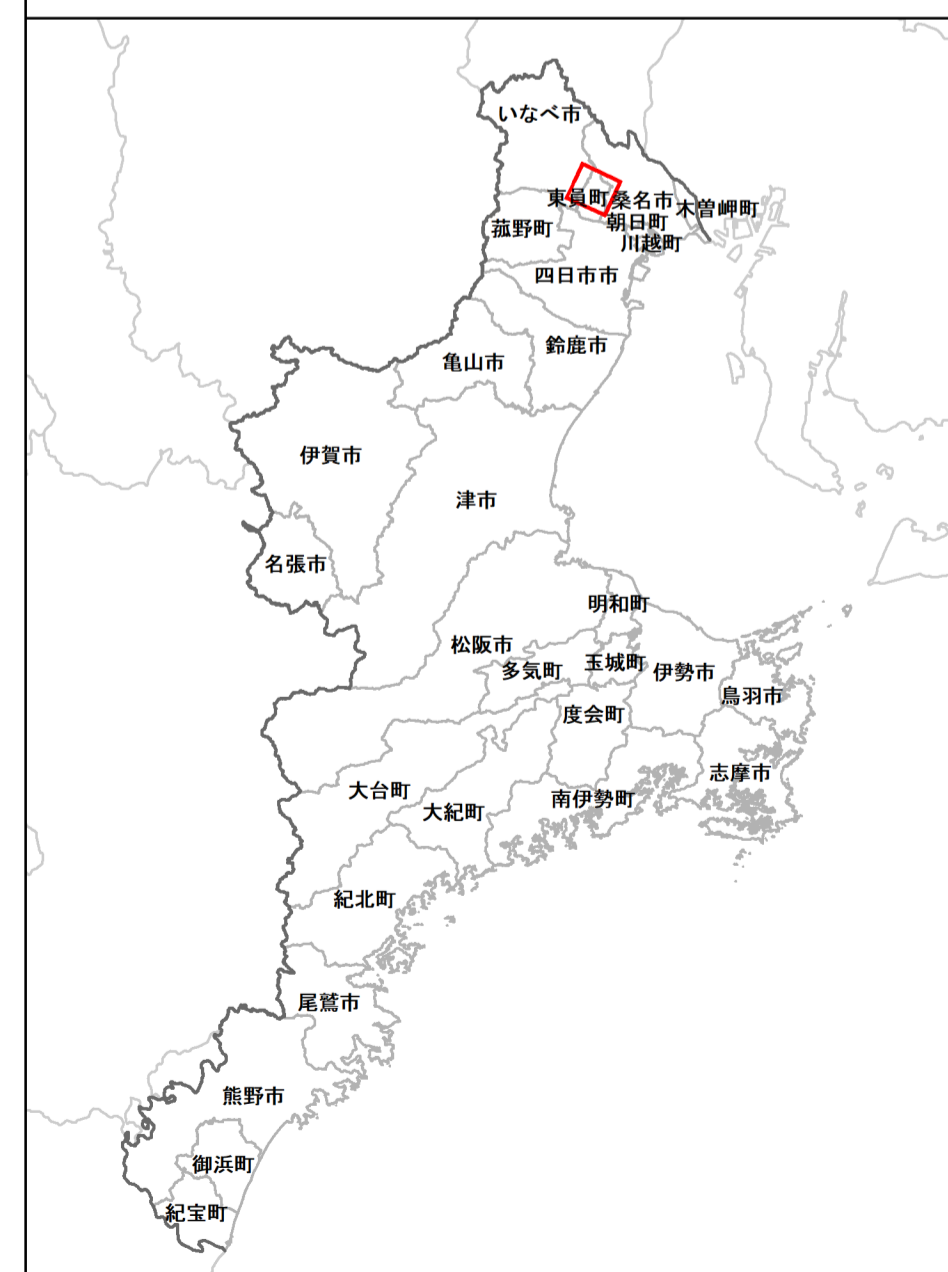 いなべ市
東員町
桑名市
木曽岬町
朝日町
菰野町
川越町
四日市市
鈴鹿市
亀山市
伊賀市
津市
名張市
明和町
松阪市
多気町
玉城町
伊勢市
鳥羽市
度会町
志摩市
大台町
大紀町
南伊勢町
紀北町
尾鷲市
熊野市
御浜町
紀宝町